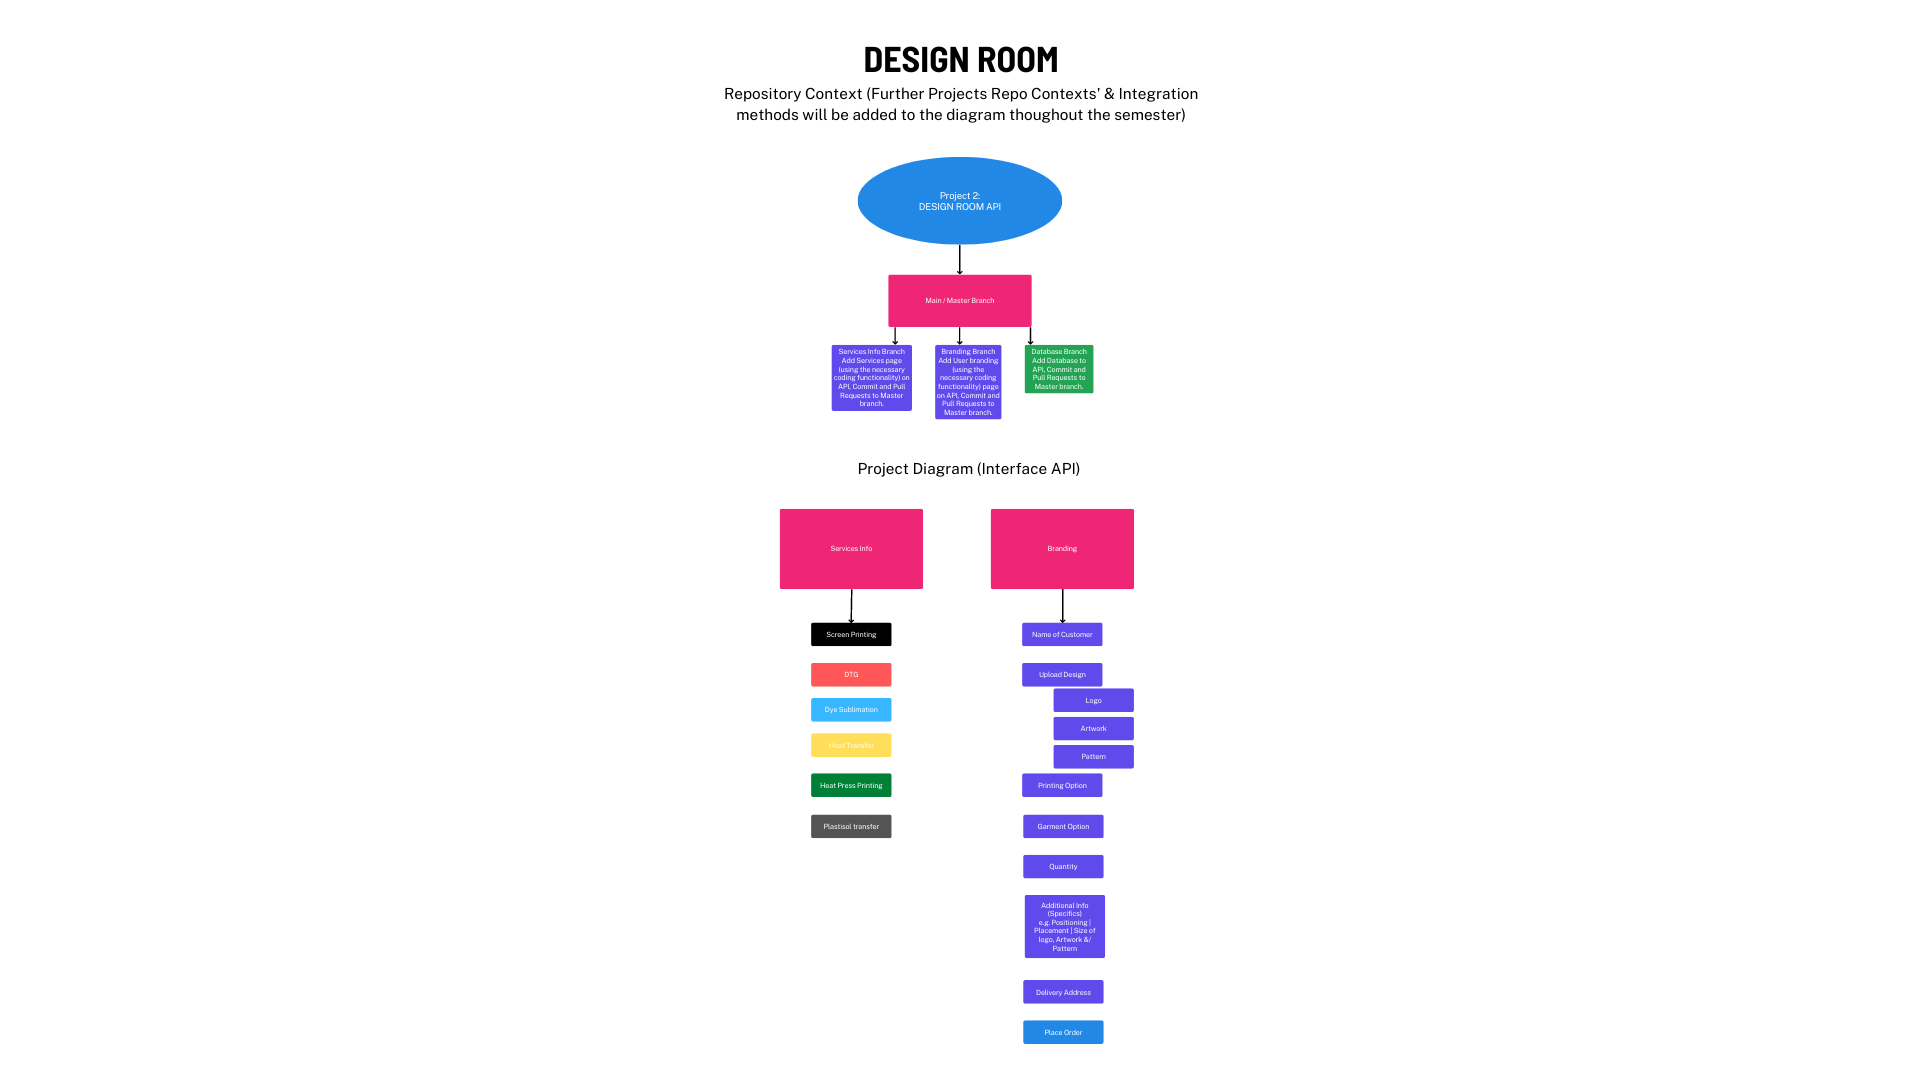 DESIGN ROOM
Repository Context (Further Projects Repo Contexts' & Integration
methods will be added to the diagram thoughout the semester)
Project 2:
DESIGN ROOM API
Main / Master Branch
Services Info Branch
Add Services page
(using the necessary
coding functionality) on
API, Commit and Pull
Requests to Master
branch.
Branding Branch
Add User branding
(using the
necessary coding
functionality) page
on API, Commit and
Pull Requests to
Master branch.
Database Branch
Add Database to
API, Commit and
Pull Requests to
Master branch.
Project Diagram (Interface API)
Services Info
Screen Printing
DTG
Dye Sublimation
Heat Transfer
Heat Press Printing
Plastisol transfer
Branding
Name of Customer
Upload Design
Logo
Artwork
Pattern
Printing Option
Garment Option
Quantity
Additional Info
(Specifics)
e.g. Positioning |
Placement | Size of
logo, Artwork &/
Pattern
Delivery Address
Place Order